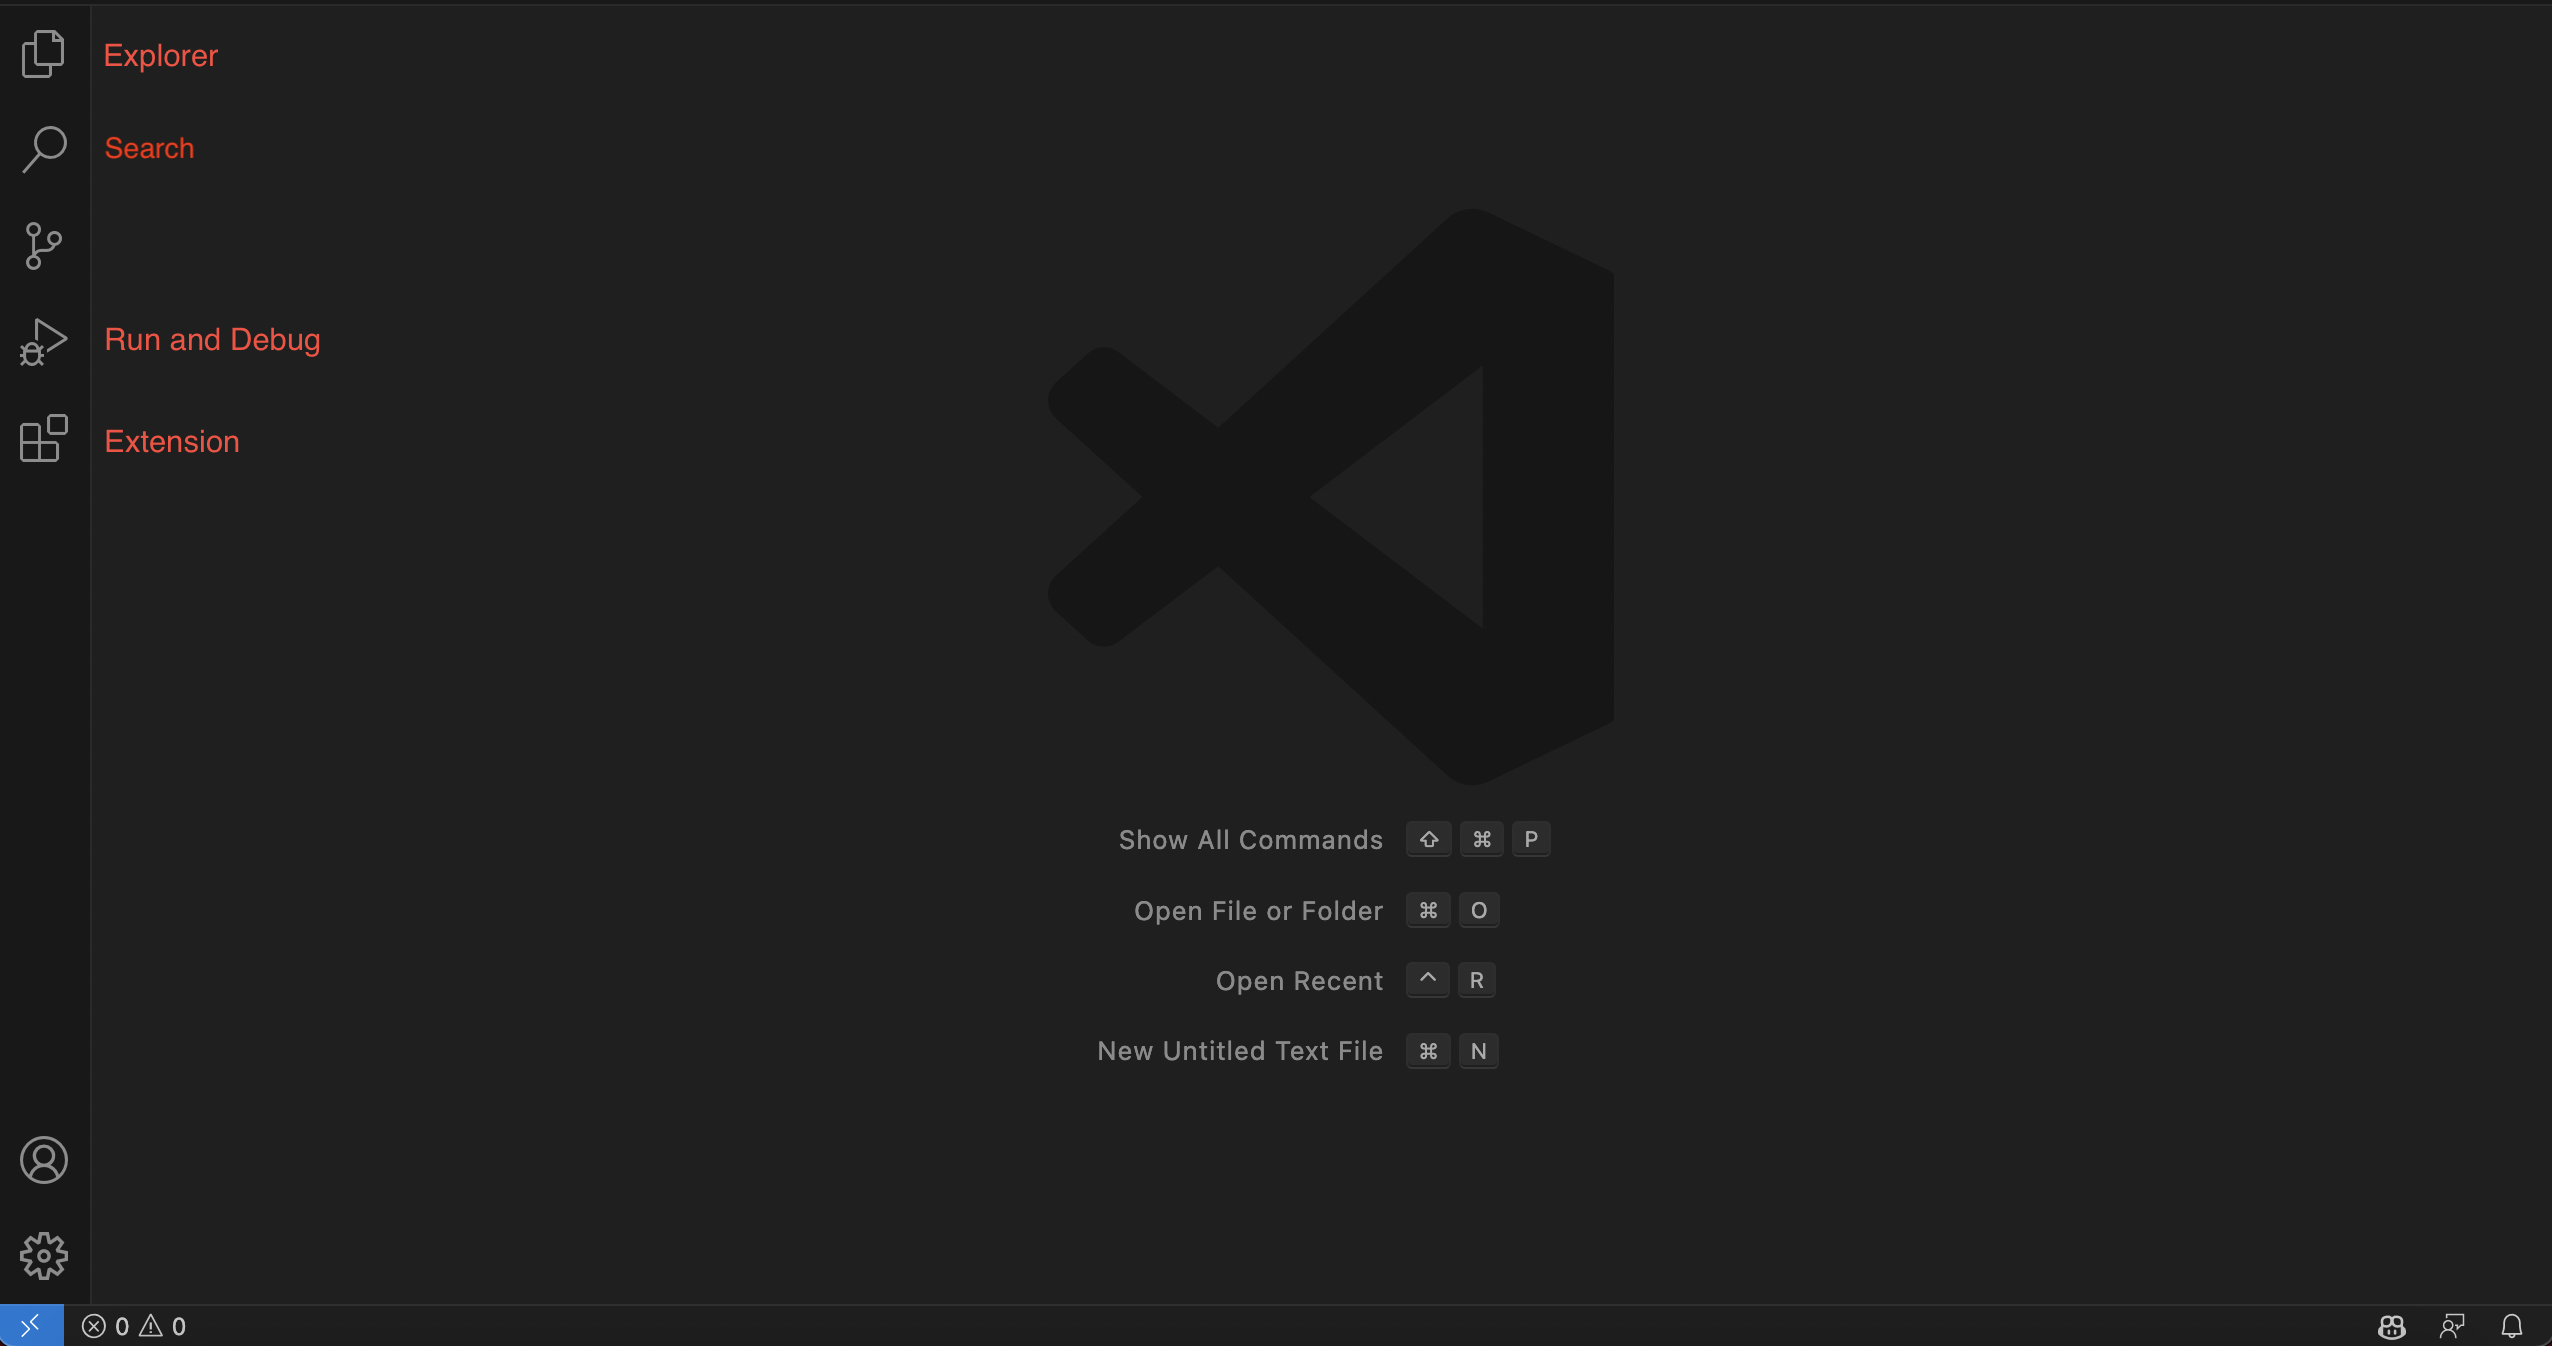 Explorer
Search
Run and Debug
Extension
Show All Commands ⇧ ⌘ P
Open File or Folder ⌘ O
Open Recent ^ R
New Untitled Text File ⌘ N
0 0